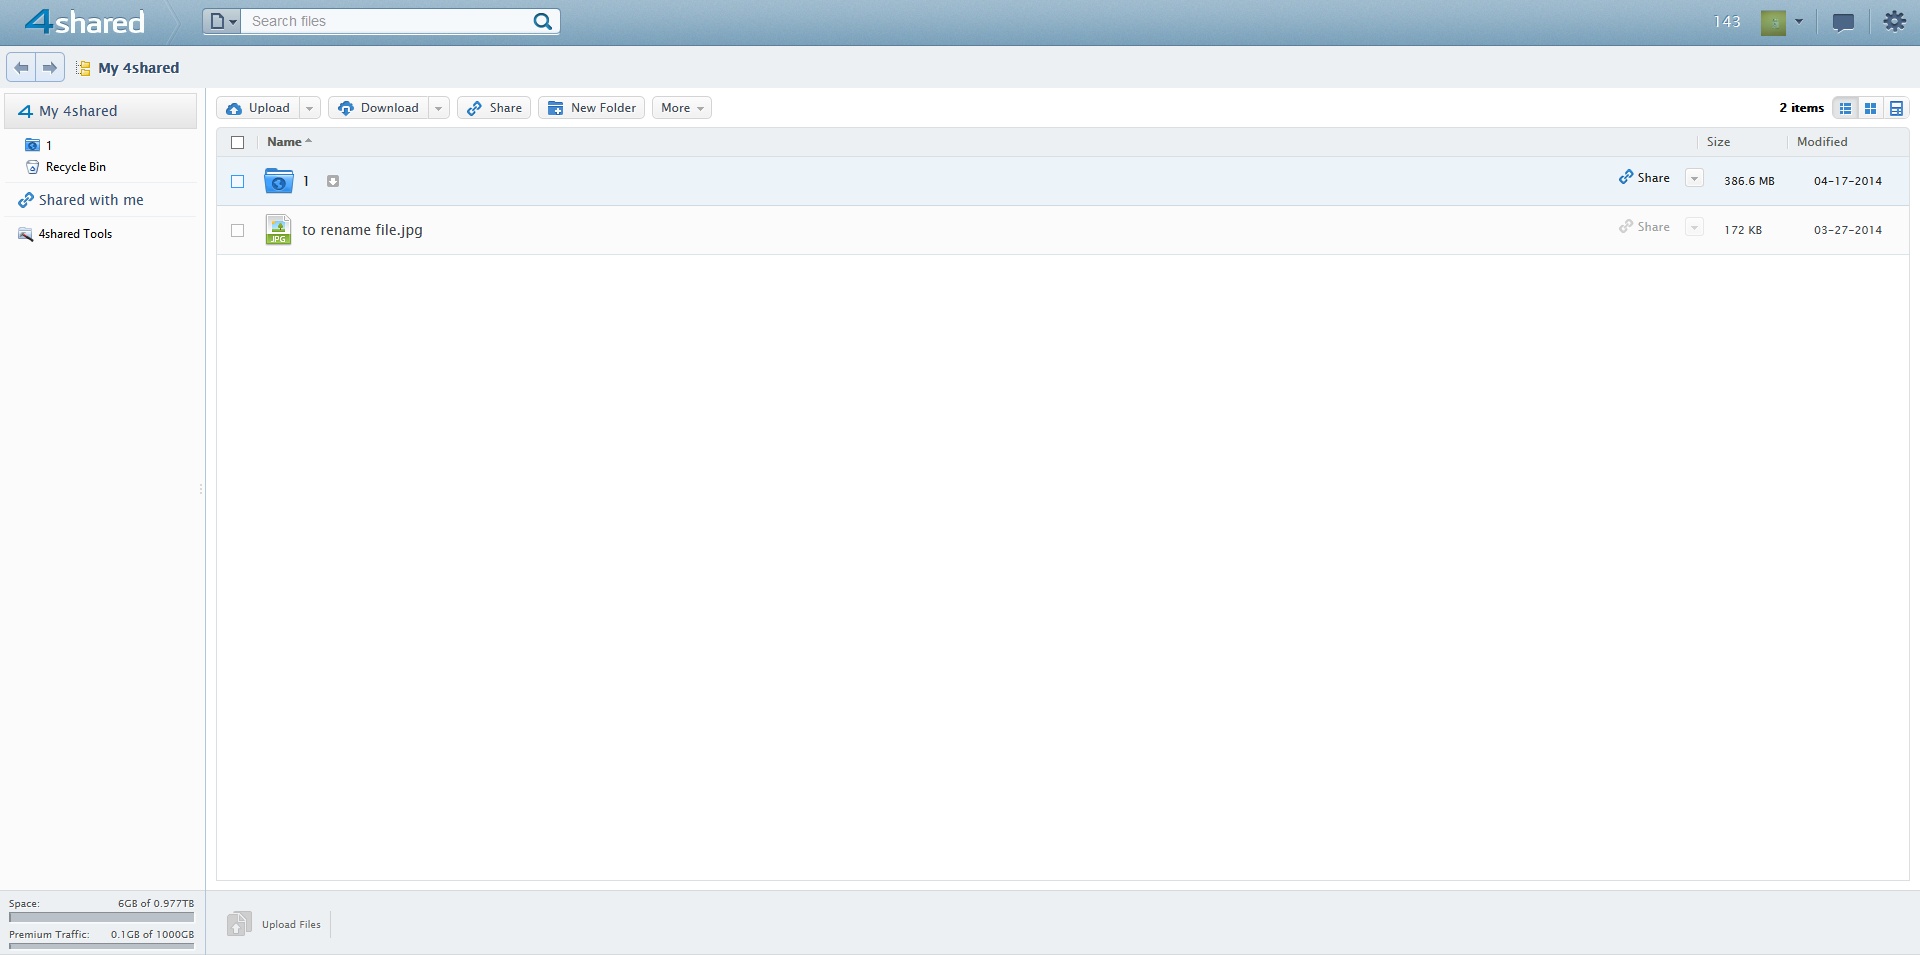 4shared
Search files
143
My 4shared
My 4shared
1
Recycle Bin
Shared with me
4shared Tools
Upload
Download
Share
New Folder
More
2 items
Name
Size
Modified
1
Share
386.6 MB
04-17-2014
JPG
to rename file.jpg
Share
172 KB
03-27-2014
Space:
6GB of 0.977TB
Premium Traffic:
0.1GB of 1000GB
Upload Files